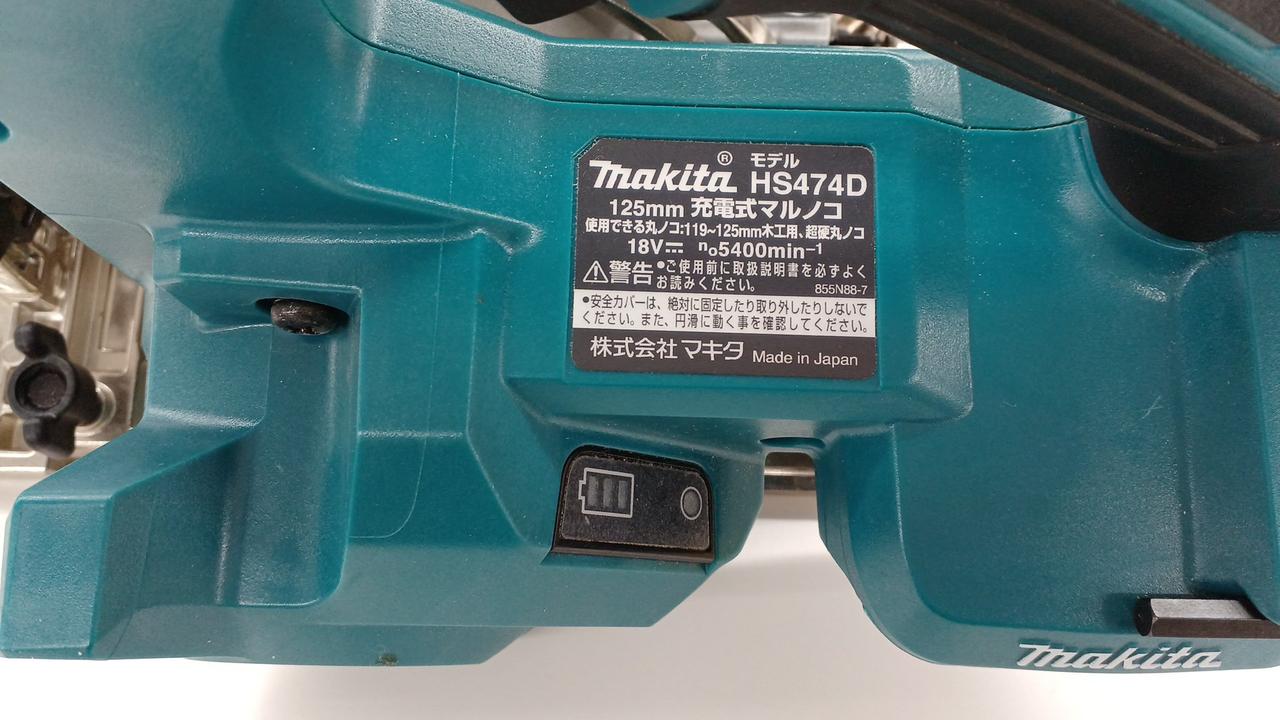 makita® モデル HS474D
125mm 充電式マルノコ
使用できる丸ノコ:119~125mm木工用、超硬丸ノコ
18V⎓ n₀5400min⁻¹
⚠警告 •ご使用前に取扱説明書を必ずよく
お読みください。 855N88-7
•安全カバーは、絶対に固定したり取り外したりしないで
ください。また、円滑に動く事を確認してください。
株式会社マキタ Made in Japan
makita